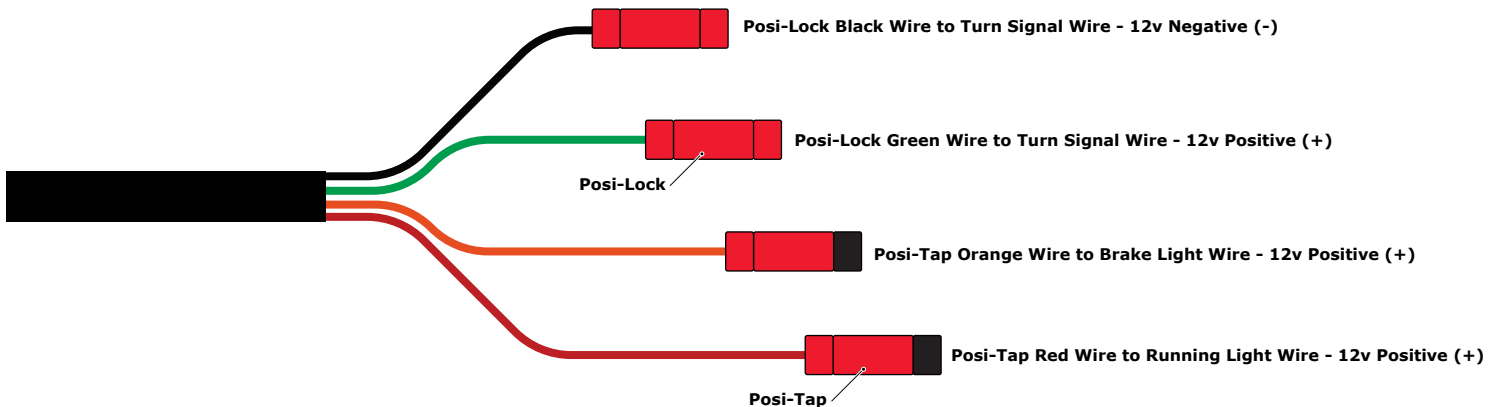 Posi-Lock Black Wire to Turn Signal Wire - 12v Negative (-)
Posi-Lock Green Wire to Turn Signal Wire - 12v Positive (+)
Posi-Lock
Posi-Tap Orange Wire to Brake Light Wire - 12v Positive (+)
Posi-Tap Red Wire to Running Light Wire - 12v Positive (+)
Posi-Tap